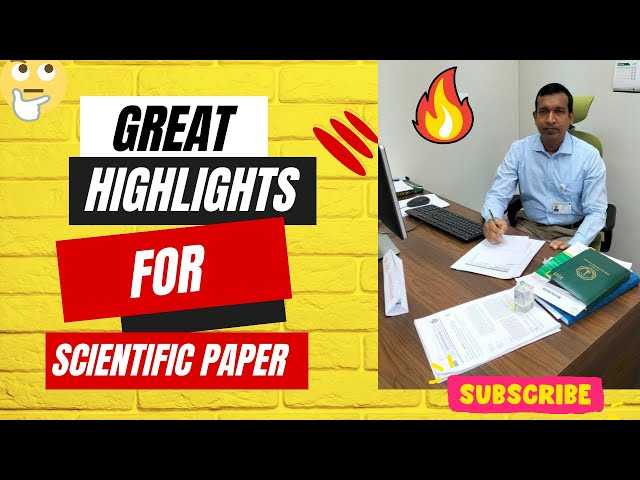 GREAT
HIGHLIGHTS
FOR
SCIENTIFIC PAPER
SUBSCRIBE